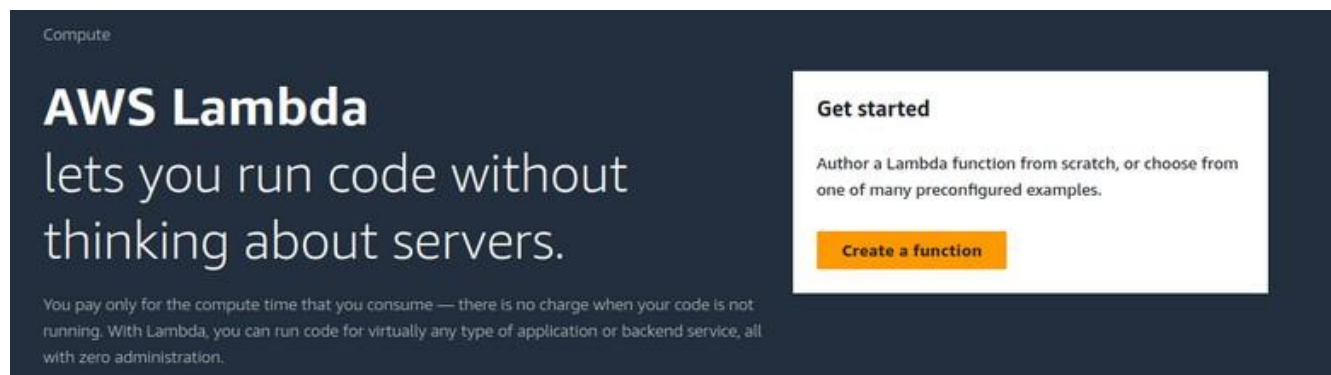 Compute
AWS Lambda
lets you run code without
thinking about servers.
You pay only for the compute time that you consume — there is no charge when your code is not
running. With Lambda, you can run code for virtually any type of application or backend service, all
with zero administration.
Get started
Author a Lambda function from scratch, or choose from
one of many preconfigured examples.
Create a function